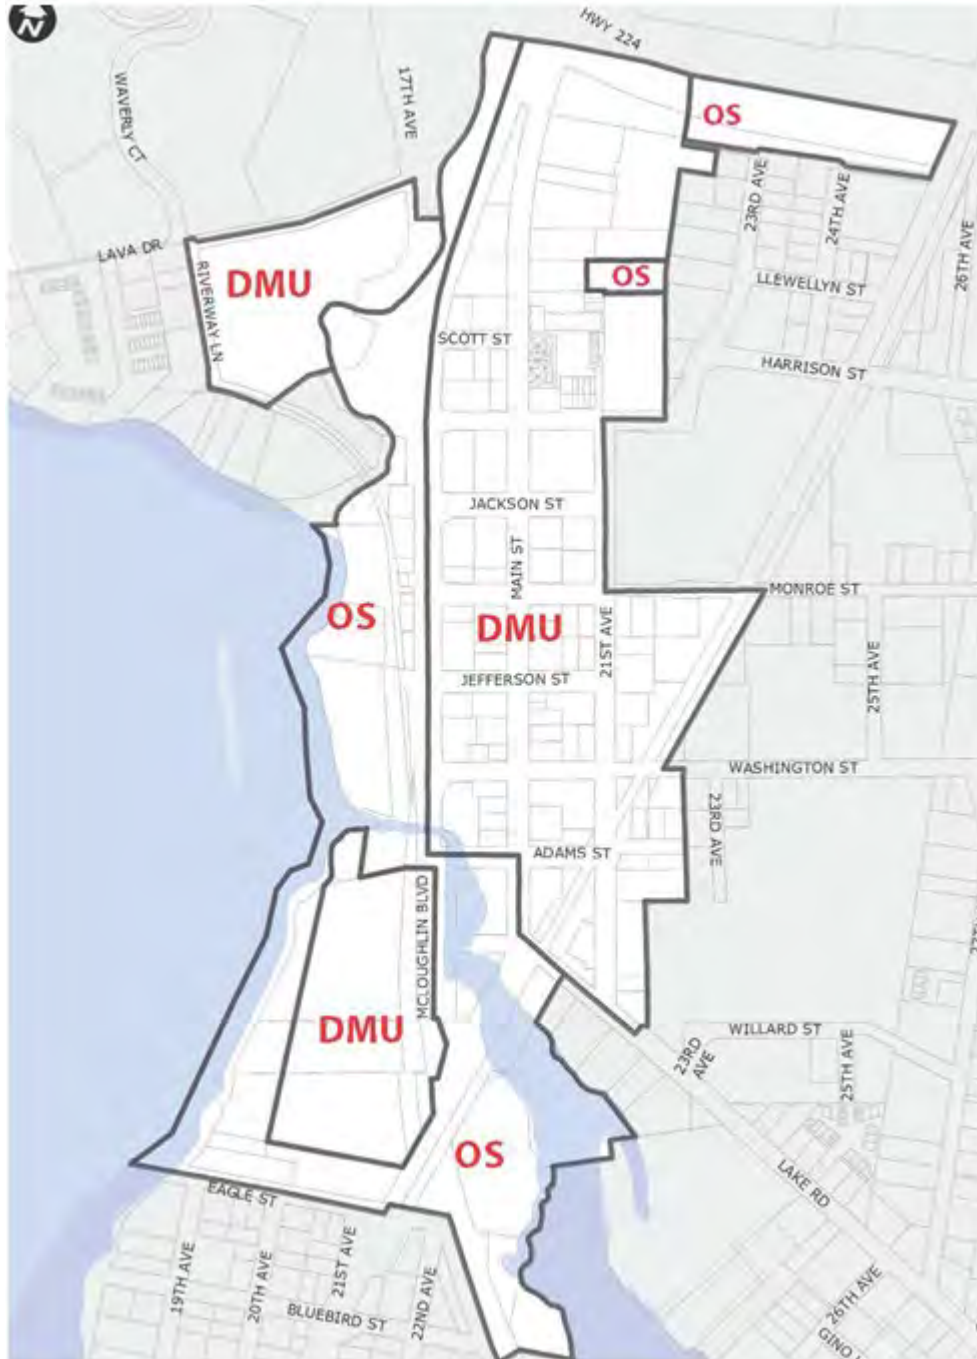 N
HWY 224
WAVERLY CT
17TH AVE
OS
23RD AVE
24TH AVE
26TH AVE
LAVA DR
RIVERWAY LN
DMU
OS
LLEWELLYN ST
SCOTT ST
HARRISON ST
JACKSON ST
MAIN ST
MONROE ST
OS
DMU
21ST AVE
JEFFERSON ST
25TH AVE
WASHINGTON ST
23RD AVE
ADAMS ST
MCLOUGHLIN BLVD
DMU
WILLARD ST
23RD AVE
25TH AVE
OS
LAKE RD
EAGLE ST
19TH AVE
20TH AVE
21ST AVE
22ND AVE
BLUEBIRD ST
26TH AVE
GINO